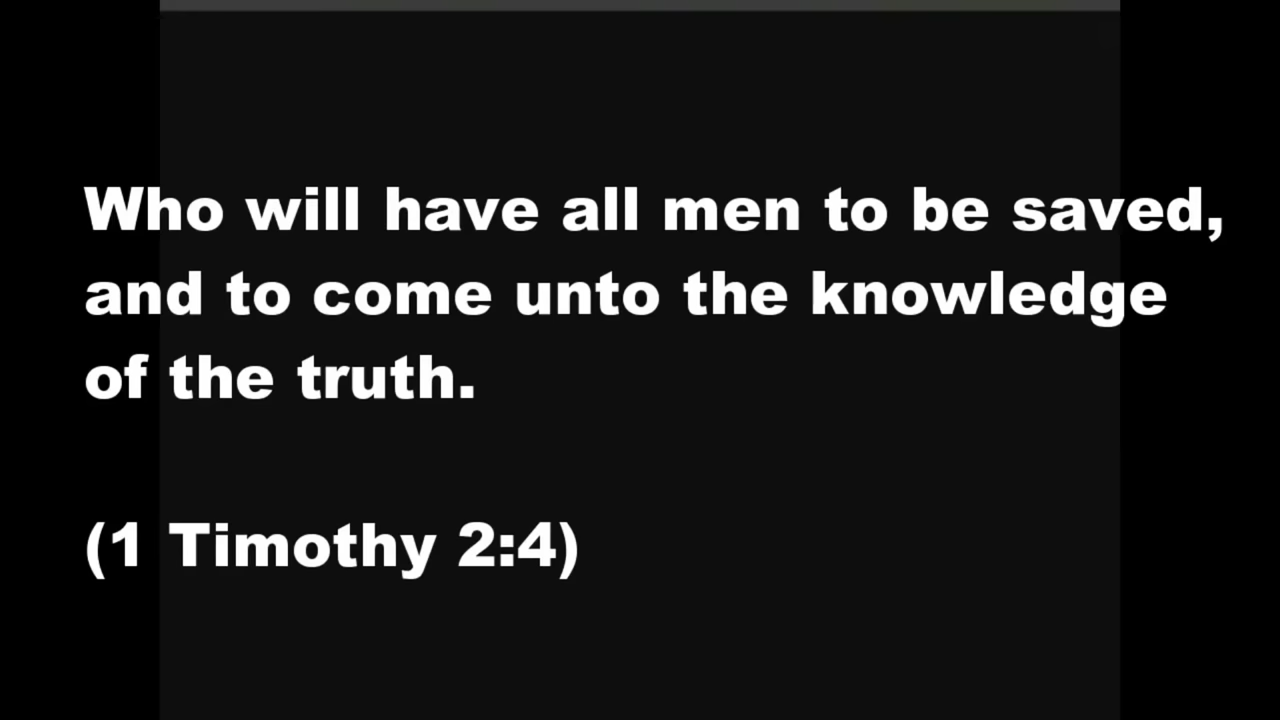 Who will have all men to be saved,
and to come unto the knowledge
of the truth.
(1 Timothy 2:4)